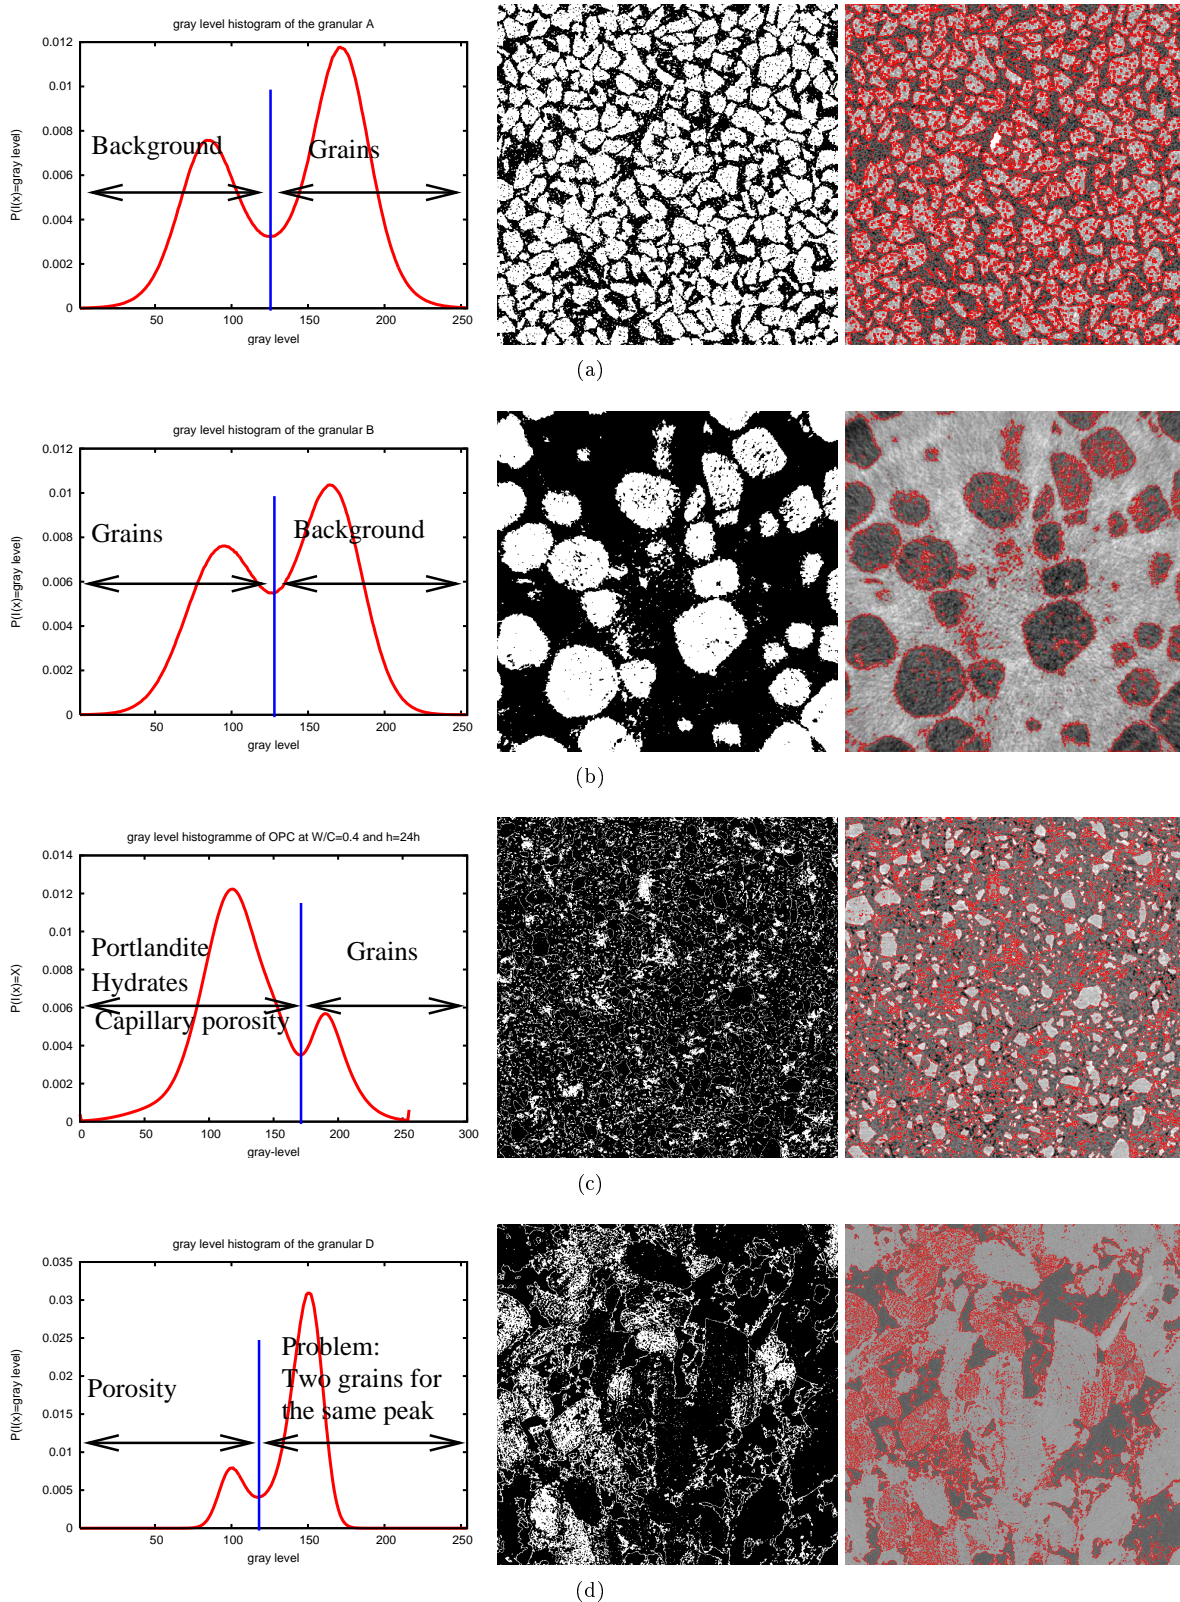 gray level histogram of the granular A
0.012
0.01
0.008
0.006
0.004
0.002
0
P(I(x)=gray level)
Background
Grains
50 100 150 200 250
gray level
(a)
gray level histogram of the granular B
0.012
0.01
0.008
0.006
0.004
0.002
0
P(I(x)=gray level)
Grains
Background
50 100 150 200 250
gray level
(b)
gray level histogramme of OPC at W/C=0.4 and h=24h
0.014
0.012
0.01
0.008
0.006
0.004
0.002
0
P(I(x)=X)
Portlandite
Hydrates
Capillary porosity
Grains
0 50 100 150 200 250 300
gray-level
(c)
gray level histogram of the granular D
0.035
0.03
0.025
0.02
0.015
0.01
0.005
0
P(I(x)=gray level)
Porosity
Problem:
Two grains for
the same peak
50 100 150 200 250
gray level
(d)